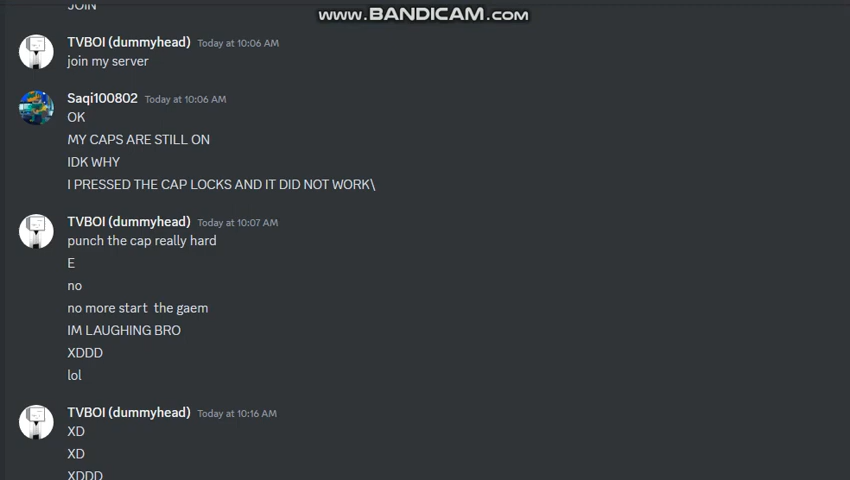 JOIN
www.BANDICAM.com
TVBOI (dummyhead) Today at 10:06 AM
join my server
Saqi100802 Today at 10:06 AM
OK
MY CAPS ARE STILL ON
IDK WHY
I PRESSED THE CAP LOCKS AND IT DID NOT WORK\
TVBOI (dummyhead) Today at 10:07 AM
punch the cap really hard
E
no
no more start  the gaem
IM LAUGHING BRO
XDDD
lol
TVBOI (dummyhead) Today at 10:16 AM
XD
XD
XDDD